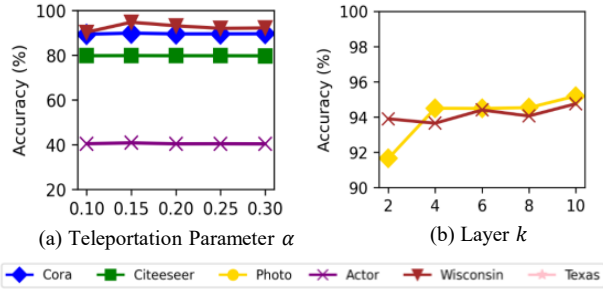 100
80
60
40
20
Accuracy (%)
0.10 0.15 0.20 0.25 0.30
(a) Teleportation Parameter α
100
98
96
94
92
90
Accuracy (%)
2 4 6 8 10
(b) Layer k
Cora Citeeseer Photo Actor Wisconsin Texas